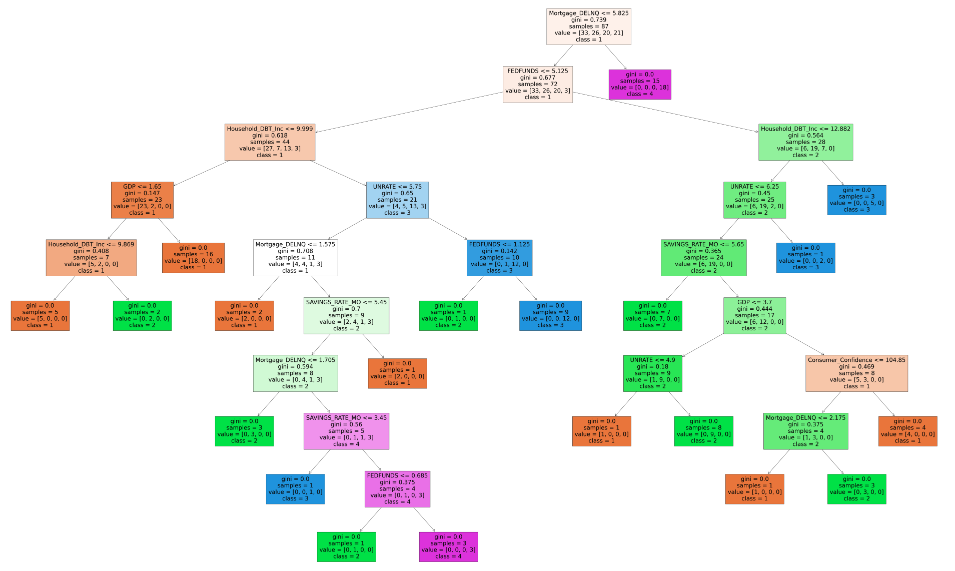 Mortgage_DELNQ <= 5.825
gini = 0.739
samples = 87
value = [33, 26, 20, 21]
class = 1
FEDFUNDS <= 5.125
gini = 0.677
samples = 72
value = [33, 26, 20, 3]
class = 1
gini = 0.0
samples = 15
value = [0, 0, 0, 18]
class = 4
Household_DBT_Inc <= 9.999
gini = 0.618
samples = 44
value = [27, 7, 13, 3]
class = 1
Household_DBT_Inc <= 12.882
gini = 0.564
samples = 28
value = [6, 19, 7, 0]
class = 2
GDP <= 1.65
gini = 0.147
samples = 23
value = [23, 2, 0, 0]
class = 1
UNRATE <= 5.75
gini = 0.65
samples = 21
value = [4, 5, 13, 3]
class = 3
UNRATE <= 6.25
gini = 0.45
samples = 25
value = [6, 19, 2, 0]
class = 2
gini = 0.0
samples = 3
value = [0, 0, 5, 0]
class = 3
Household_DBT_Inc <= 9.869
gini = 0.408
samples = 7
value = [5, 2, 0, 0]
class = 1
gini = 0.0
samples = 16
value = [18, 0, 0, 0]
class = 1
Mortgage_DELNQ <= 1.575
gini = 0.708
samples = 11
value = [4, 4, 1, 3]
class = 1
FEDFUNDS <= 1.125
gini = 0.142
samples = 10
value = [0, 1, 12, 0]
class = 3
SAVINGS_RATE_MO <= 5.65
gini = 0.365
samples = 24
value = [6, 19, 0, 0]
class = 2
gini = 0.0
samples = 1
value = [0, 0, 2, 0]
class = 3
gini = 0.0
samples = 5
value = [5, 0, 0, 0]
class = 1
gini = 0.0
samples = 2
value = [0, 2, 0, 0]
class = 2
gini = 0.0
samples = 2
value = [2, 0, 0, 0]
class = 1
SAVINGS_RATE_MO <= 5.45
gini = 0.7
samples = 9
value = [2, 4, 1, 3]
class = 2
gini = 0.0
samples = 1
value = [0, 1, 0, 0]
class = 2
gini = 0.0
samples = 9
value = [0, 0, 12, 0]
class = 3
gini = 0.0
samples = 7
value = [0, 7, 0, 0]
class = 2
GDP <= 3.7
gini = 0.444
samples = 17
value = [6, 12, 0, 0]
class = 2
Mortgage_DELNQ <= 1.705
gini = 0.594
samples = 8
value = [0, 4, 1, 3]
class = 2
gini = 0.0
samples = 1
value = [2, 0, 0, 0]
class = 1
UNRATE <= 4.9
gini = 0.18
samples = 9
value = [1, 9, 0, 0]
class = 2
Consumer Confidence <= 104.85
gini = 0.469
samples = 8
value = [5, 3, 0, 0]
class = 1
gini = 0.0
samples = 3
value = [0, 3, 0, 0]
class = 2
SAVINGS_RATE_MO <= 3.45
gini = 0.56
samples = 5
value = [0, 1, 1, 3]
class = 4
gini = 0.0
samples = 1
value = [1, 0, 0, 0]
class = 1
gini = 0.0
samples = 8
value = [0, 9, 0, 0]
class = 2
Mortgage_DELNQ <= 2.175
gini = 0.375
samples = 4
value = [1, 3, 0, 0]
class = 2
gini = 0.0
samples = 4
value = [4, 0, 0, 0]
class = 1
gini = 0.0
samples = 1
value = [0, 0, 1, 0]
class = 3
FEDFUNDS <= 0.685
gini = 0.375
samples = 4
value = [0, 1, 0, 3]
class = 4
gini = 0.0
samples = 1
value = [1, 0, 0, 0]
class = 1
gini = 0.0
samples = 3
value = [0, 3, 0, 0]
class = 2
gini = 0.0
samples = 1
value = [0, 1, 0, 0]
class = 2
gini = 0.0
samples = 3
value = [0, 0, 0, 3]
class = 4